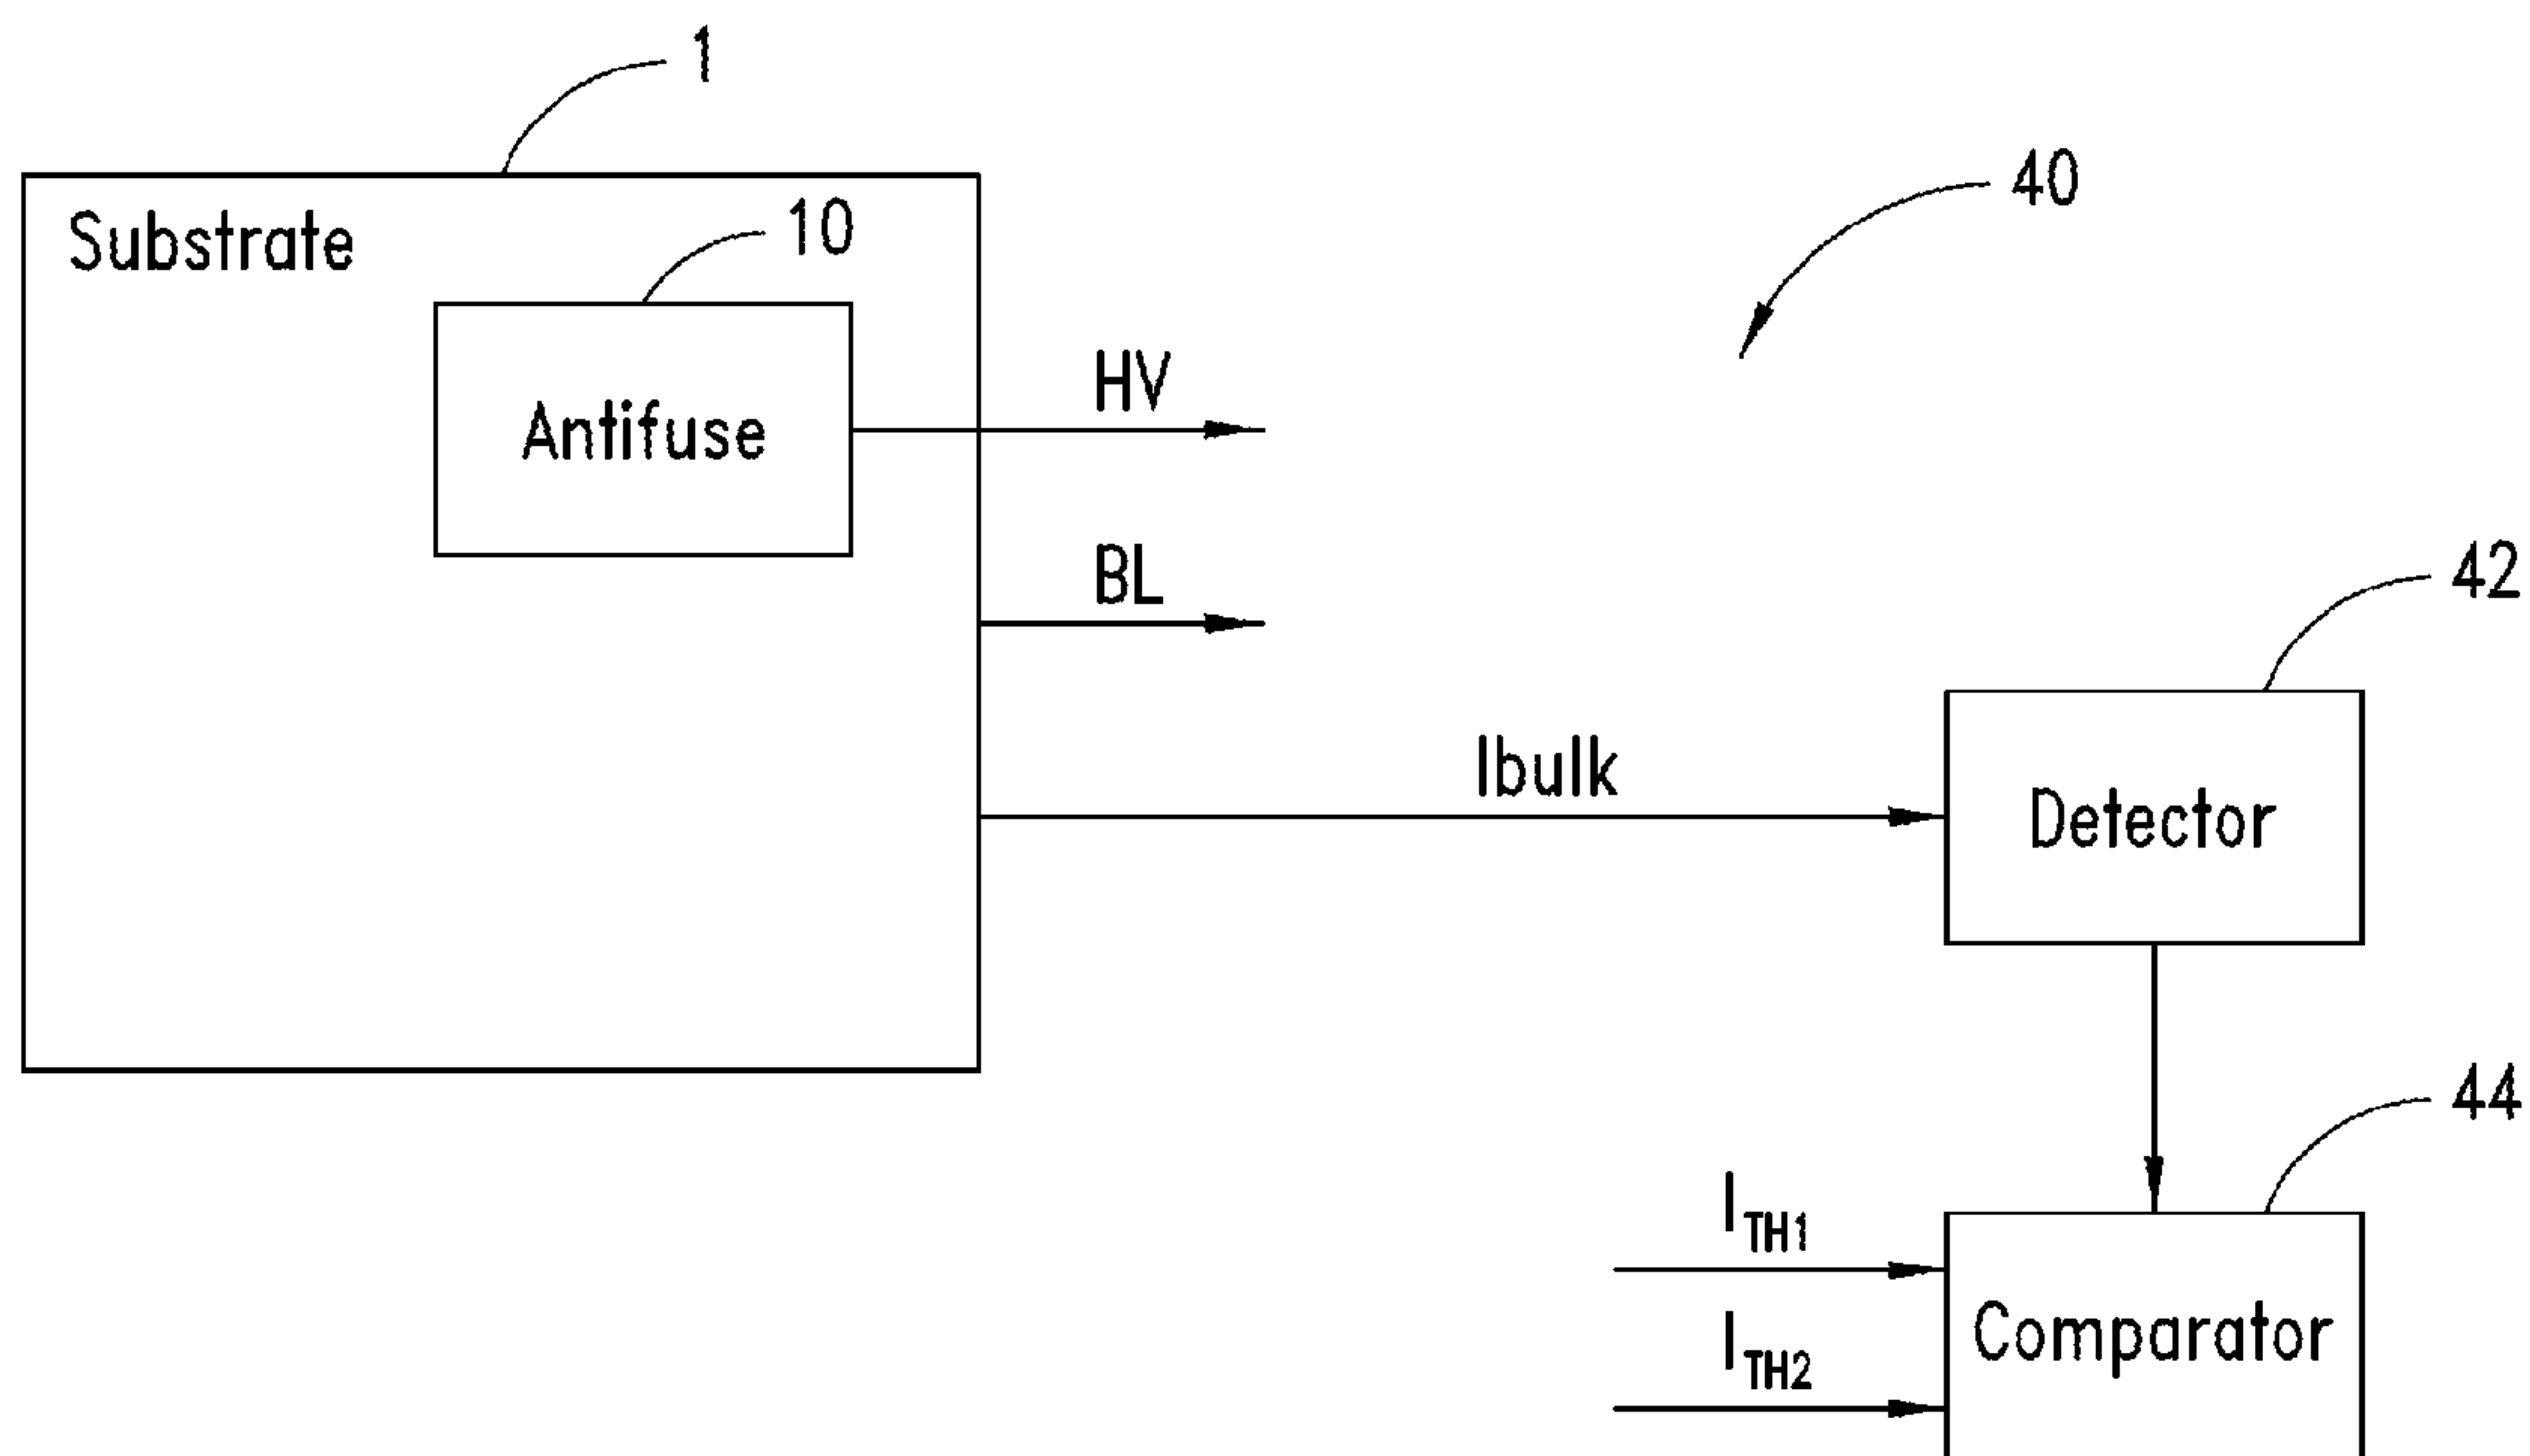 1
40
Substrate
10
Antifuse
HV
BL
42
Ibulk
Detector
44
I_TH1
I_TH2
Comparator